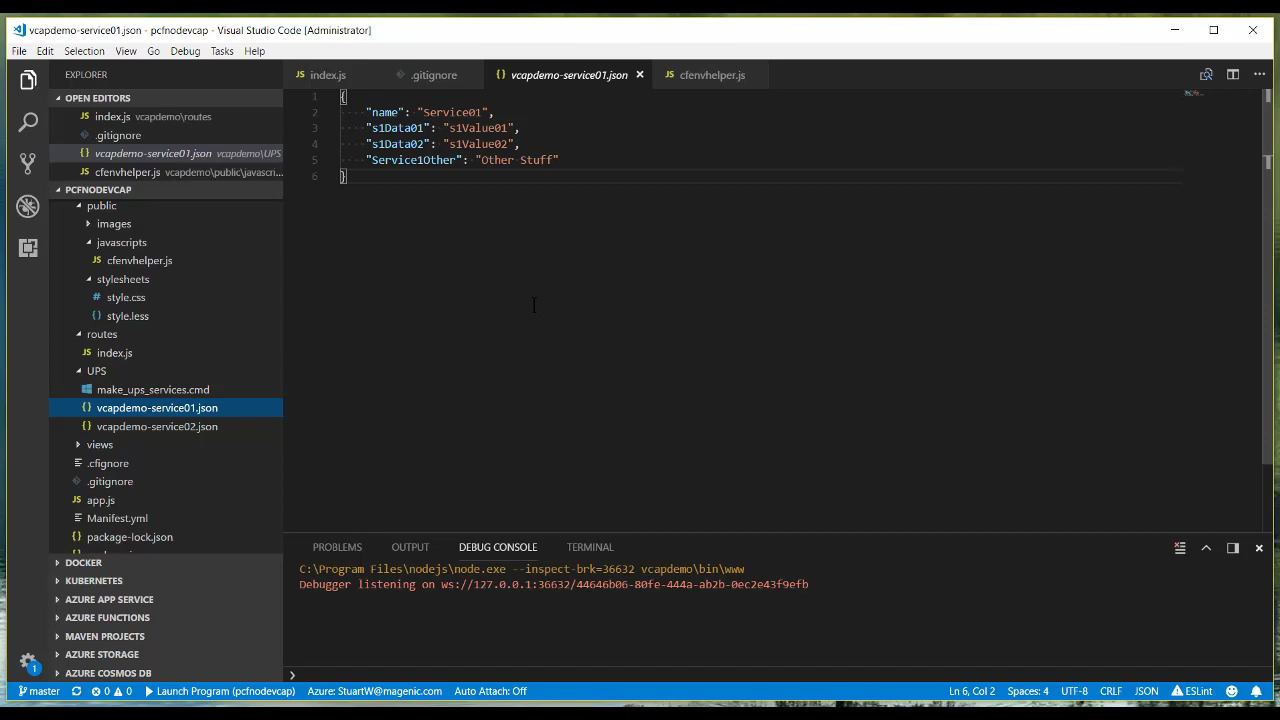 vcapdemo-service01.json - pcfnodevcap - Visual Studio Code [Administrator]
File Edit Selection View Go Debug Tasks Help
EXPLORER
index.js .gitignore {} vcapdemo-service01.json cfenvhelper.js
OPEN EDITORS
JS index.js vcapdemo\routes
.gitignore
{} vcapdemo-service01.json vcapdemo\UPS
JS cfenvhelper.js vcapdemo\public\javascn...
PCFNODEVCAP
public
images
javascripts
JS cfenvhelper.js
stylesheets
# style.css
{} style.less
routes
JS index.js
UPS
make_ups_services.cmd
{} vcapdemo-service01.json
{} vcapdemo-service02.json
views
.cfignore
.gitignore
JS app.js
Manifest.yml
{} package-lock.json
DOCKER
KUBERNETES
AZURE APP SERVICE
AZURE FUNCTIONS
MAVEN PROJECTS
AZURE STORAGE
AZURE COSMOS DB
1 {
2 "name": "Service01",
3 "s1Data01": "s1Value01",
4 "s1Data02": "s1Value02",
5 "Service1Other": "Other Stuff"
6 }
PROBLEMS OUTPUT DEBUG CONSOLE TERMINAL
C:\Program Files\nodejs\node.exe --inspect-brk=36632 vcapdemo\bin\www
Debugger listening on ws://127.0.0.1:36632/44646b06-80fe-444a-ab2b-0ec2e43f9efb
1
master 0 0 Launch Program (pcfnodevcap) Azure: StuartW@magenic.com Auto Attach: Off Ln 6, Col 2 Spaces: 4 UTF-8 CRLF JSON ESLint